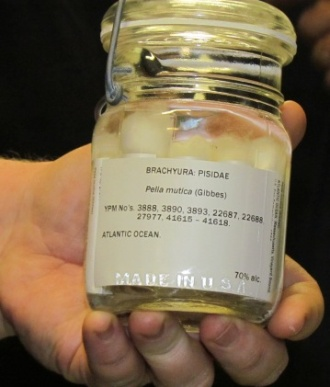 BRACHYURA: PISIDAE
Pella mutica (Gibbes)
YPM No's. 3888, 3890, 3893, 22687, 22688,
27977, 41615 - 41618.
ATLANTIC OCEAN.
70% alc.
MADE IN U.S.A.